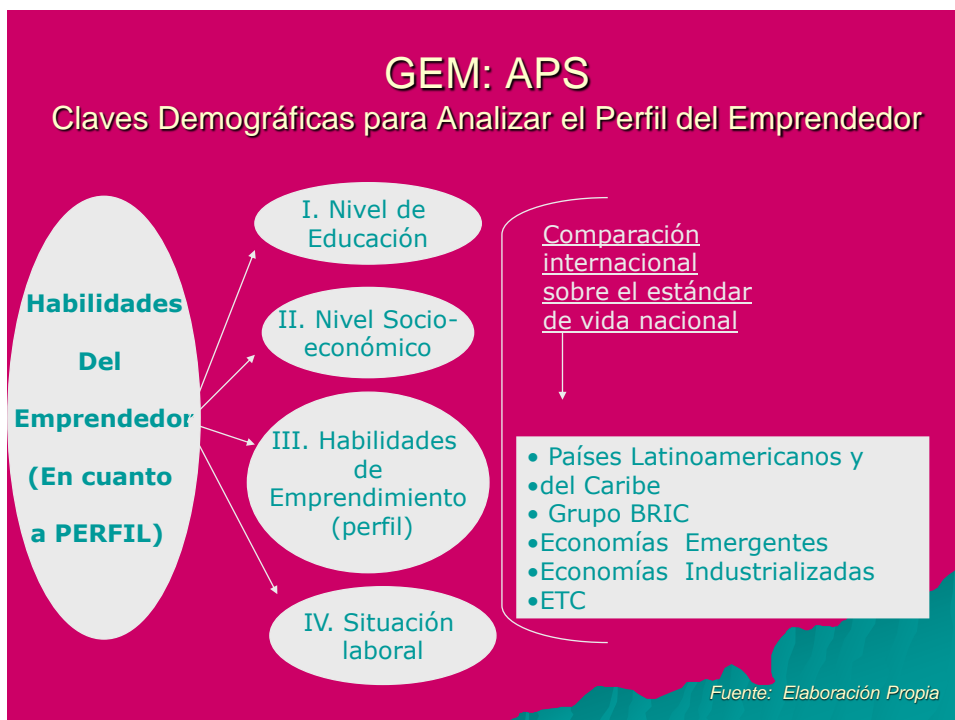 GEM: APS
Claves Demográficas para Analizar el Perfil del Emprendedor
Habilidades
Del
Emprendedor
(En cuanto
a PERFIL)
I. Nivel de
Educación
II. Nivel Socio-
económico
III. Habilidades
de
Emprendimiento
(perfil)
IV. Situación
laboral
Comparación
internacional
sobre el estándar
de vida nacional
• Países Latinoamericanos y
•del Caribe
• Grupo BRIC
•Economías Emergentes
•Economías Industrializadas
•ETC
Fuente: Elaboración Propia